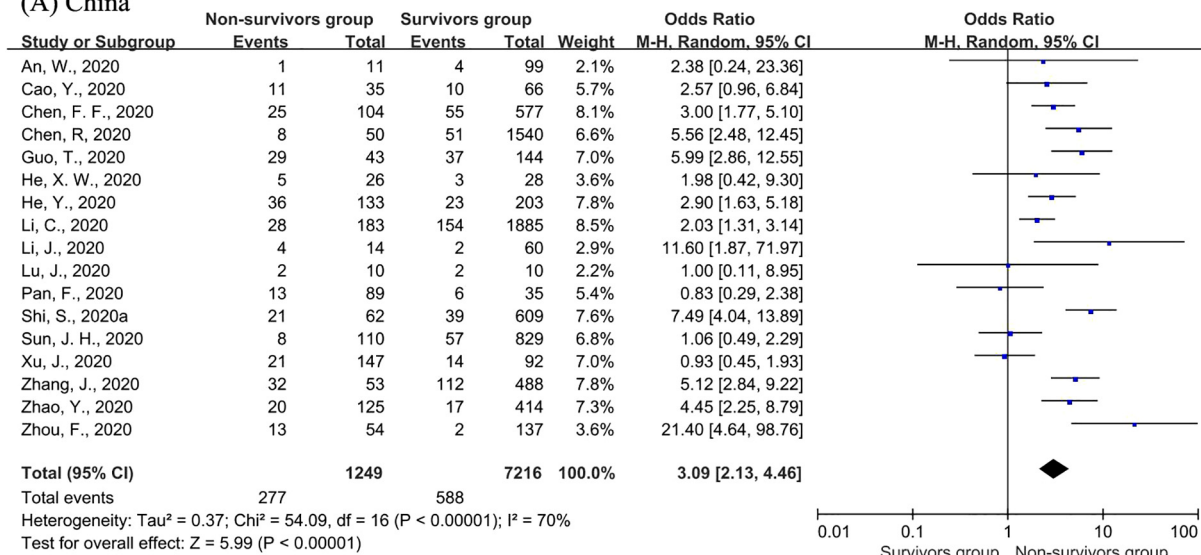 (A) China
Non-survivors group Survivors group Odds Ratio Odds Ratio
Study or Subgroup Events Total Events Total Weight M-H, Random, 95% CI M-H, Random, 95% CI
An, W., 2020 1 11 4 99 2.1% 2.38 [0.24, 23.36]
Cao, Y., 2020 11 35 10 66 5.7% 2.57 [0.96, 6.84]
Chen, F. F., 2020 25 104 55 577 8.1% 3.00 [1.77, 5.10]
Chen, R, 2020 8 50 51 1540 6.6% 5.56 [2.48, 12.45]
Guo, T., 2020 29 43 37 144 7.0% 5.99 [2.86, 12.55]
He, X. W., 2020 5 26 3 28 3.6% 1.98 [0.42, 9.30]
He, Y., 2020 36 133 23 203 7.8% 2.90 [1.63, 5.18]
Li, C., 2020 28 183 154 1885 8.5% 2.03 [1.31, 3.14]
Li, J., 2020 4 14 2 60 2.9% 11.60 [1.87, 71.97]
Lu, J., 2020 2 10 2 10 2.2% 1.00 [0.11, 8.95]
Pan, F., 2020 13 89 6 35 5.4% 0.83 [0.29, 2.38]
Shi, S., 2020a 21 62 39 609 7.6% 7.49 [4.04, 13.89]
Sun, J. H., 2020 8 110 57 829 6.8% 1.06 [0.49, 2.29]
Xu, J., 2020 21 147 14 92 7.0% 0.93 [0.45, 1.93]
Zhang, J., 2020 32 53 112 488 7.8% 5.12 [2.84, 9.22]
Zhao, Y., 2020 20 125 17 414 7.3% 4.45 [2.25, 8.79]
Zhou, F., 2020 13 54 2 137 3.6% 21.40 [4.64, 98.76]
Total (95% CI) 1249 7216 100.0% 3.09 [2.13, 4.46]
Total events 277 588
Heterogeneity: Tau² = 0.37; Chi² = 54.09, df = 16 (P < 0.00001); I² = 70%
Test for overall effect: Z = 5.99 (P < 0.00001)
0.01 0.1 1 10 100
Survivors group Non-survivors group